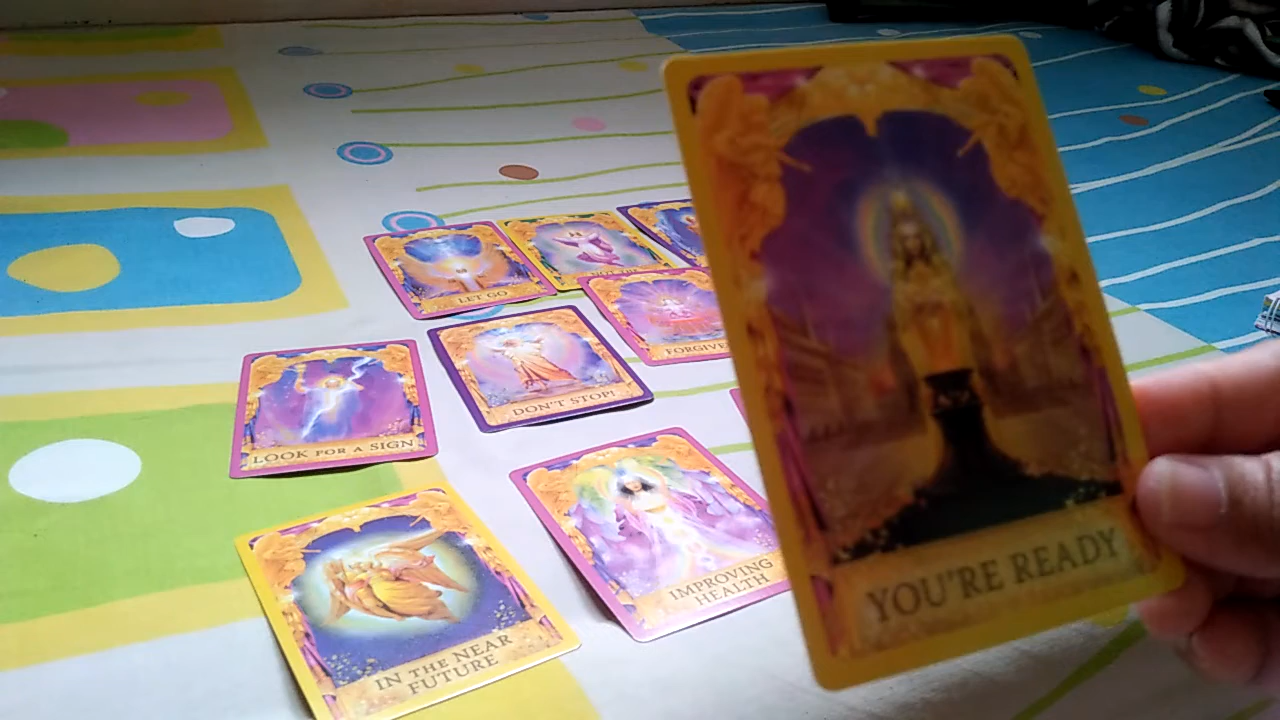 LET GO
DON'T STOP!
LOOK FOR A SIGN
IMPROVING
HEALTH
IN THE NEAR
FUTURE
YOU'RE READY